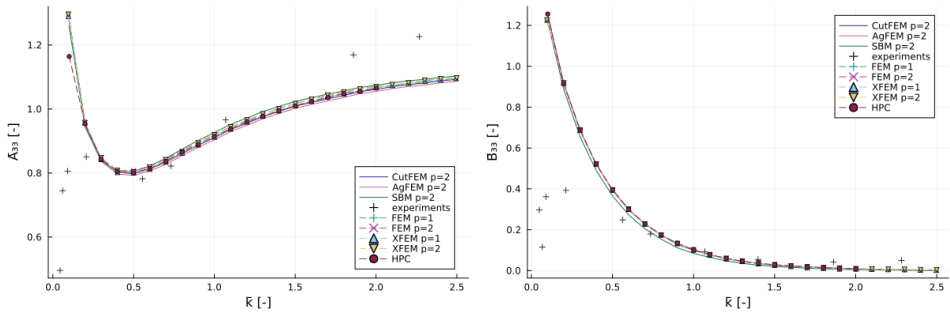 1.2
1.0
0.8
0.6
Ā₃₃ [-]
0.0
0.5
1.0
1.5
2.0
2.5
k̄ [-]
CutFEM p=2
AgFEM p=2
SBM p=2
experiments
FEM p=1
FEM p=2
XFEM p=1
XFEM p=2
HPC
1.2
1.0
0.8
0.6
0.4
0.2
0.0
B̄₃₃ [-]
0.0
0.5
1.0
1.5
2.0
2.5
k̄ [-]
CutFEM p=2
AgFEM p=2
SBM p=2
experiments
FEM p=1
FEM p=2
XFEM p=1
XFEM p=2
HPC